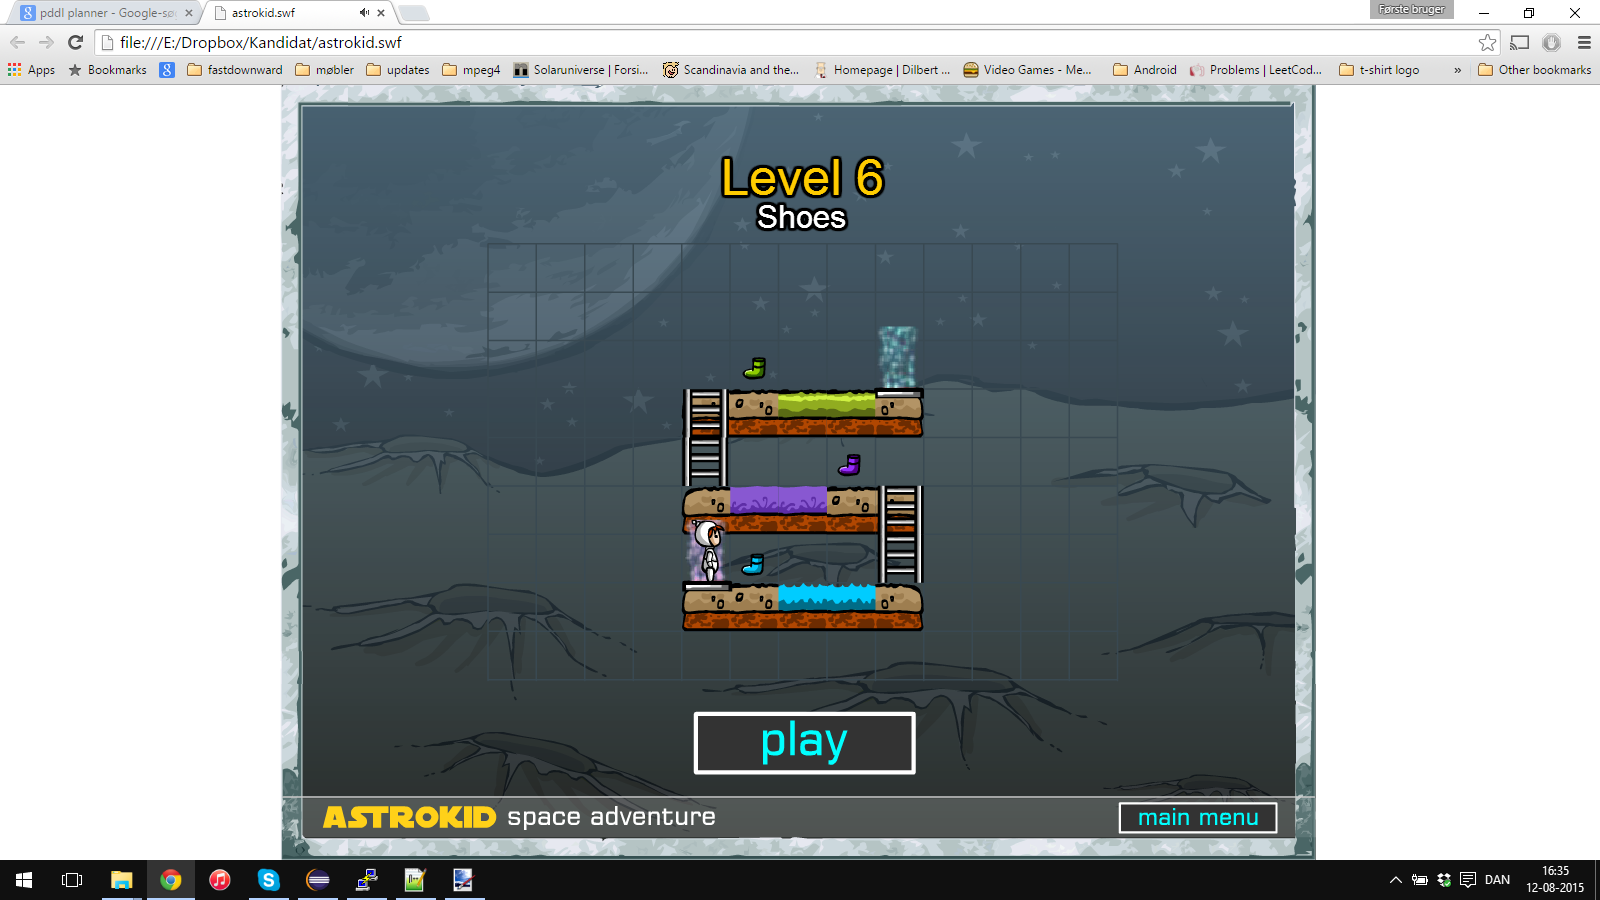 pddl planner - Google-sø
astrokid.swf
Første bruger
file:///E:/Dropbox/Kandidat/astrokid.swf
Apps
Bookmarks
fastdownward
møbler
updates
mpeg4
Solaruniverse | Forsi...
Scandinavia and the...
Homepage | Dilbert ...
Video Games - Me...
Android
Problems | LeetCod...
t-shirt logo
»
Other bookmarks
Level 6
Shoes
play
ASTROKID space adventure
main menu
DAN
16:35
12-08-2015